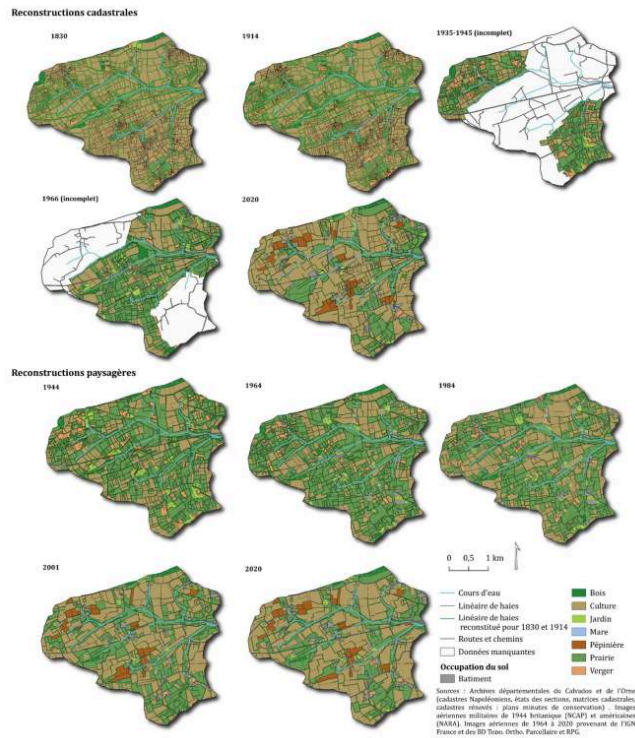 Reconstructions cadastrales
1830
1914
1935-1945 (incomplet)
1966 (incomplet)
2020
Reconstructions paysagères
1944
1964
1984
2001
2020
0 0,5 1 km
Cours d'eau
Linéaire de haies
Linéaire de haies
reconstitué pour 1830 et 1914
Routes et chemins
Données manquantes
Occupation du sol
Batiment
Bois
Culture
Jardin
Mare
Pépinière
Prairie
Verger
Sources : Archives départementales du Calvados et de l'Orne
(cadastres Napoléoniens, états des sections, matrices cadastrales,
cadastres rénovés : plans minutes de conservation) . Images
aériennes militaires de 1944 britanique (NCAP) et américaines
(NARA). Images aériennes de 1964 à 2020 provenant de l'IGN
France et des BD Topo, Ortho, Parcellaire et RPG.